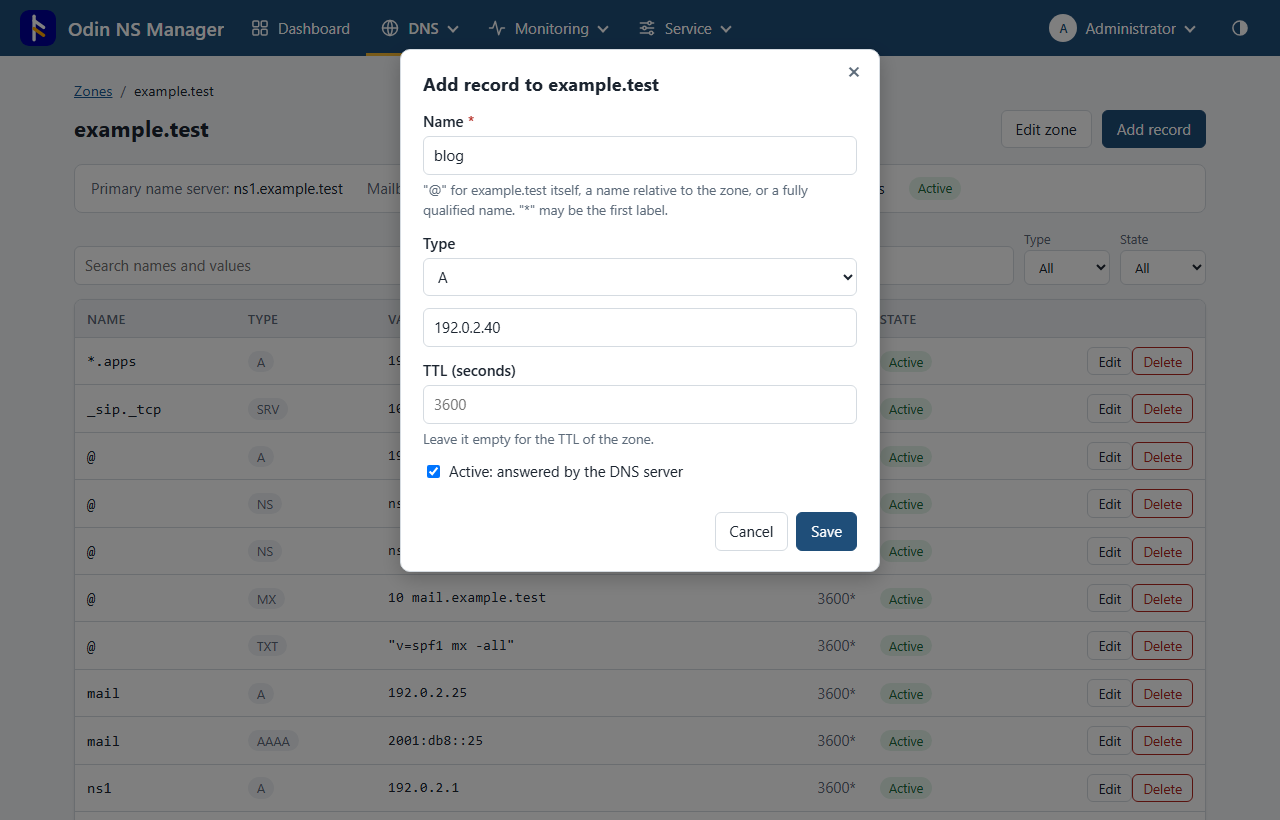 Odin NS Manager
Dashboard
DNS
Monitoring
Service
A
Administrator
Zones / example.test
example.test
Edit zone
Add record
Primary name server: ns1.example.test
Active
Search names and values
Type
All
State
All
NAME TYPE STATE
*.apps A Active Edit Delete
_sip._tcp SRV Active Edit Delete
@ A Active Edit Delete
@ NS Active Edit Delete
@ NS Active Edit Delete
@ MX 10 mail.example.test 3600* Active Edit Delete
@ TXT "v=spf1 mx -all" 3600* Active Edit Delete
mail A 192.0.2.25 3600* Active Edit Delete
mail AAAA 2001:db8::25 3600* Active Edit Delete
ns1 A 192.0.2.1 3600* Active Edit Delete
Add record to example.test
Name *
blog
"@" for example.test itself, a name relative to the zone, or a fully
qualified name. "*" may be the first label.
Type
A
192.0.2.40
TTL (seconds)
3600
Leave it empty for the TTL of the zone.
Active: answered by the DNS server
Cancel
Save